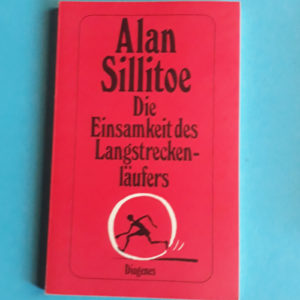 Alan
Sillitoe
Die
Einsamkeit des
Langstrecken-
läufers
Diogenes